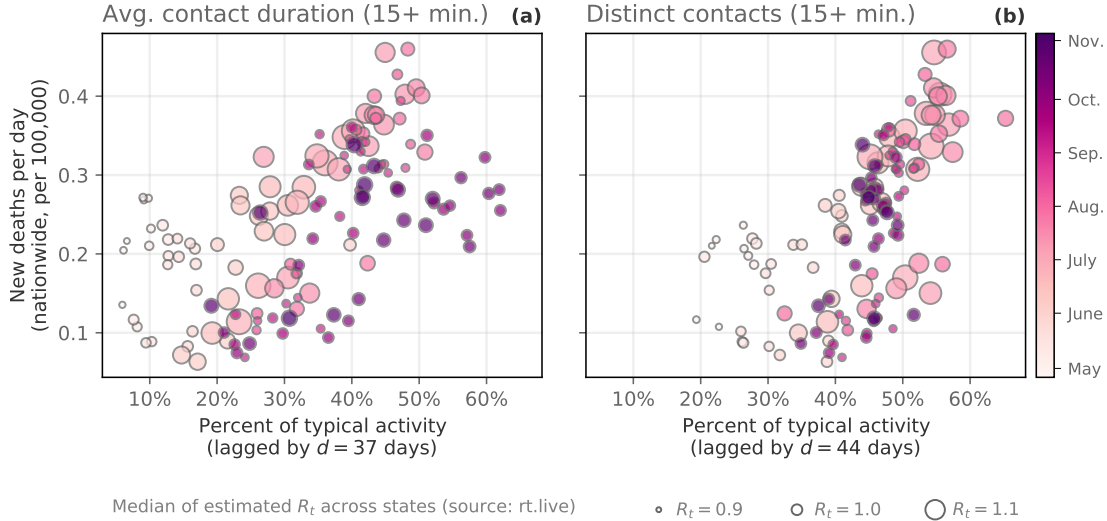 Avg. contact duration (15+ min.) (a)
Distinct contacts (15+ min.) (b)
New deaths per day
(nationwide, per 100,000)
0.4
0.3
0.2
0.1
10% 20% 30% 40% 50% 60%
Percent of typical activity
(lagged by d = 37 days)
10% 20% 30% 40% 50% 60%
Percent of typical activity
(lagged by d = 44 days)
Nov.
Oct.
Sep.
Aug.
July
June
May
Median of estimated Rt across states (source: rt.live)
Rt = 0.9 Rt = 1.0 Rt = 1.1